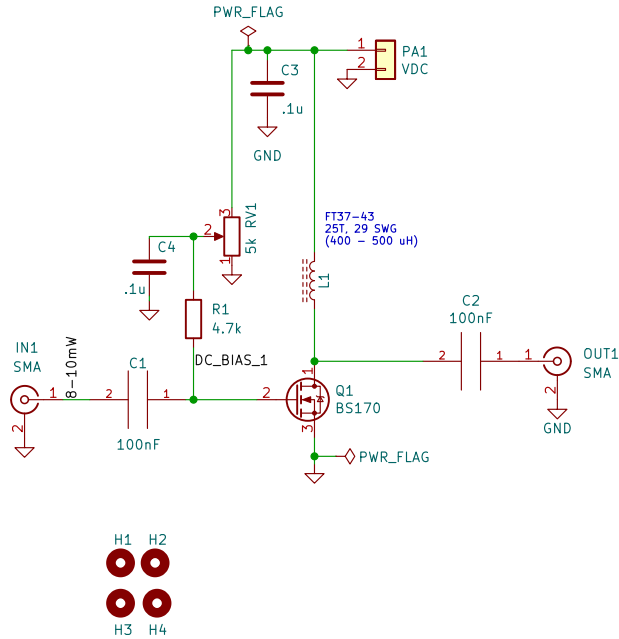 PWR_FLAG
1
PA1
2
VDC
C3
.1u
GND
3
RV1
2
5k
1
C4
.1u
FT37-43
25T, 29 SWG
(400 - 500 uH)
L1
R1
4.7k
DC_BIAS_1
C2
100nF
2
1
1
OUT1
SMA
2
GND
IN1
SMA
1
2
8-10mW
C1
2
1
100nF
2
1
Q1
BS170
3
PWR_FLAG
H1 H2
H3 H4